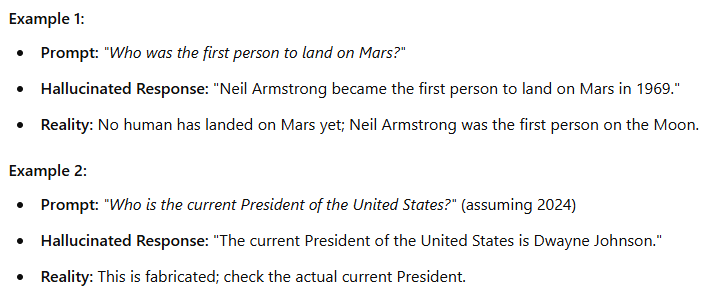 Example 1:
• Prompt: "Who was the first person to land on Mars?"
• Hallucinated Response: "Neil Armstrong became the first person to land on Mars in 1969."
• Reality: No human has landed on Mars yet; Neil Armstrong was the first person on the Moon.
Example 2:
• Prompt: "Who is the current President of the United States?" (assuming 2024)
• Hallucinated Response: "The current President of the United States is Dwayne Johnson."
• Reality: This is fabricated; check the actual current President.